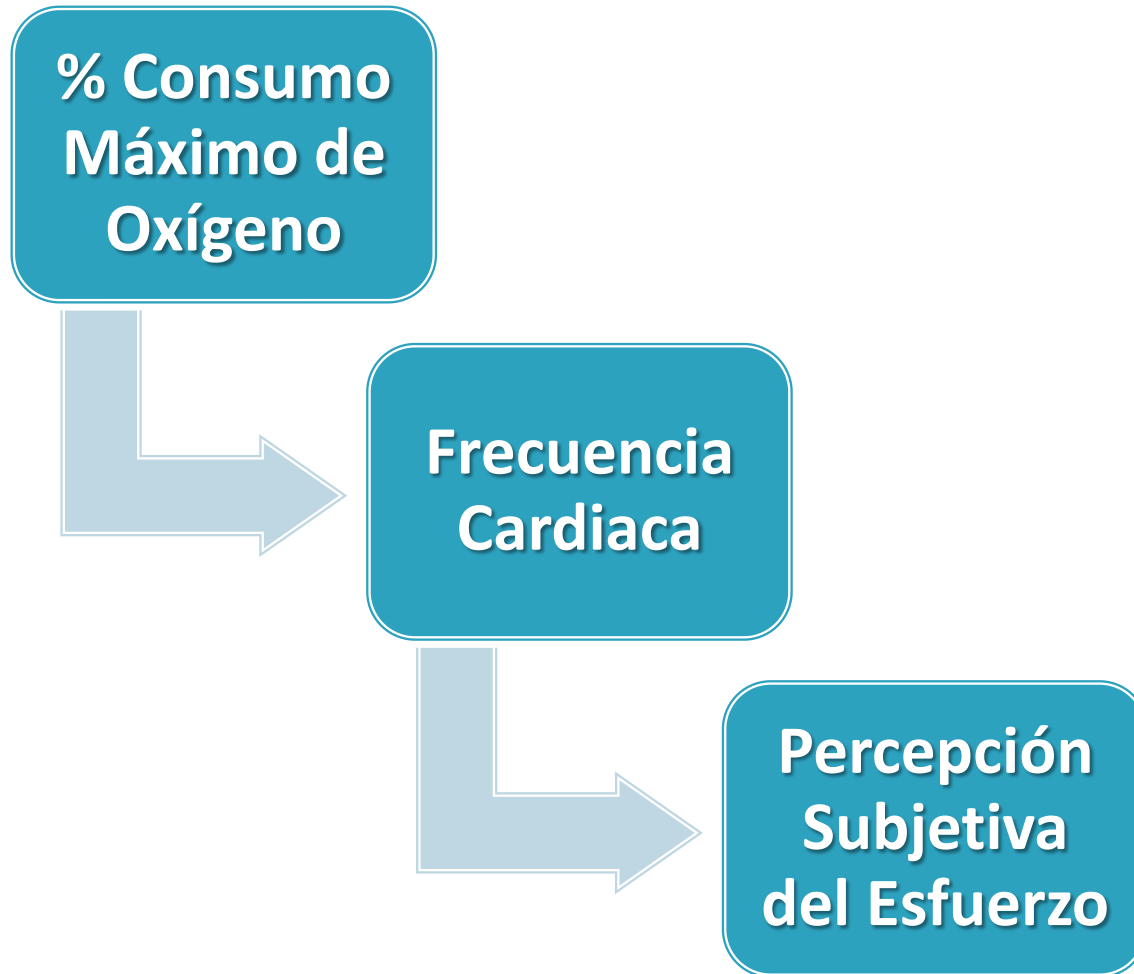 % Consumo
Máximo de
Oxígeno
Frecuencia
Cardiaca
Percepción
Subjetiva
del Esfuerzo